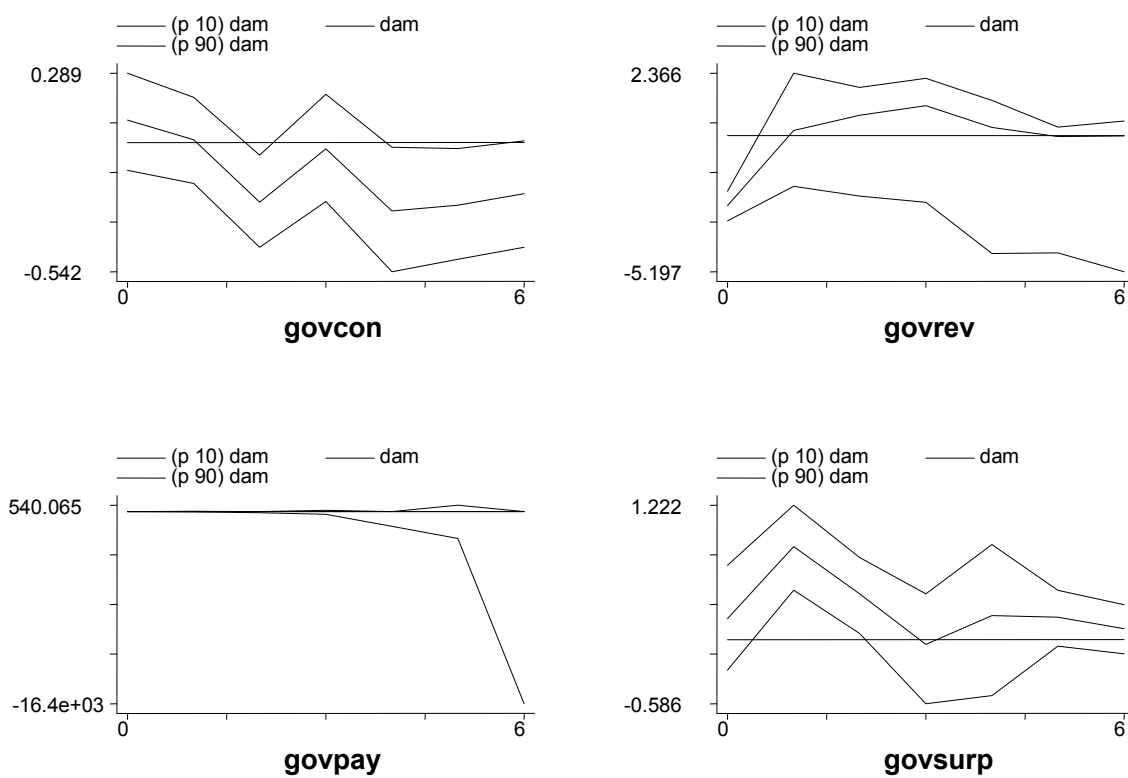 (p 10) dam dam
(p 90) dam
0.289
-0.542
0 6
govcon
(p 10) dam dam
(p 90) dam
2.366
-5.197
0 6
govrev
(p 10) dam dam
(p 90) dam
540.065
-16.4e+03
0 6
govpay
(p 10) dam dam
(p 90) dam
1.222
-0.586
0 6
govsurp